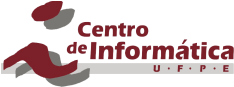 Centro
de Informática
U · F · P · E